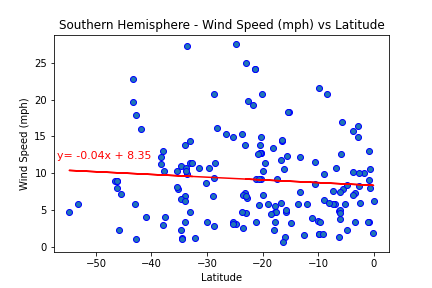 Southern Hemisphere - Wind Speed (mph) vs Latitude
Wind Speed (mph)
25
20
15
10
5
0
y= -0.04x + 8.35
−50 −40 −30 −20 −10 0
Latitude